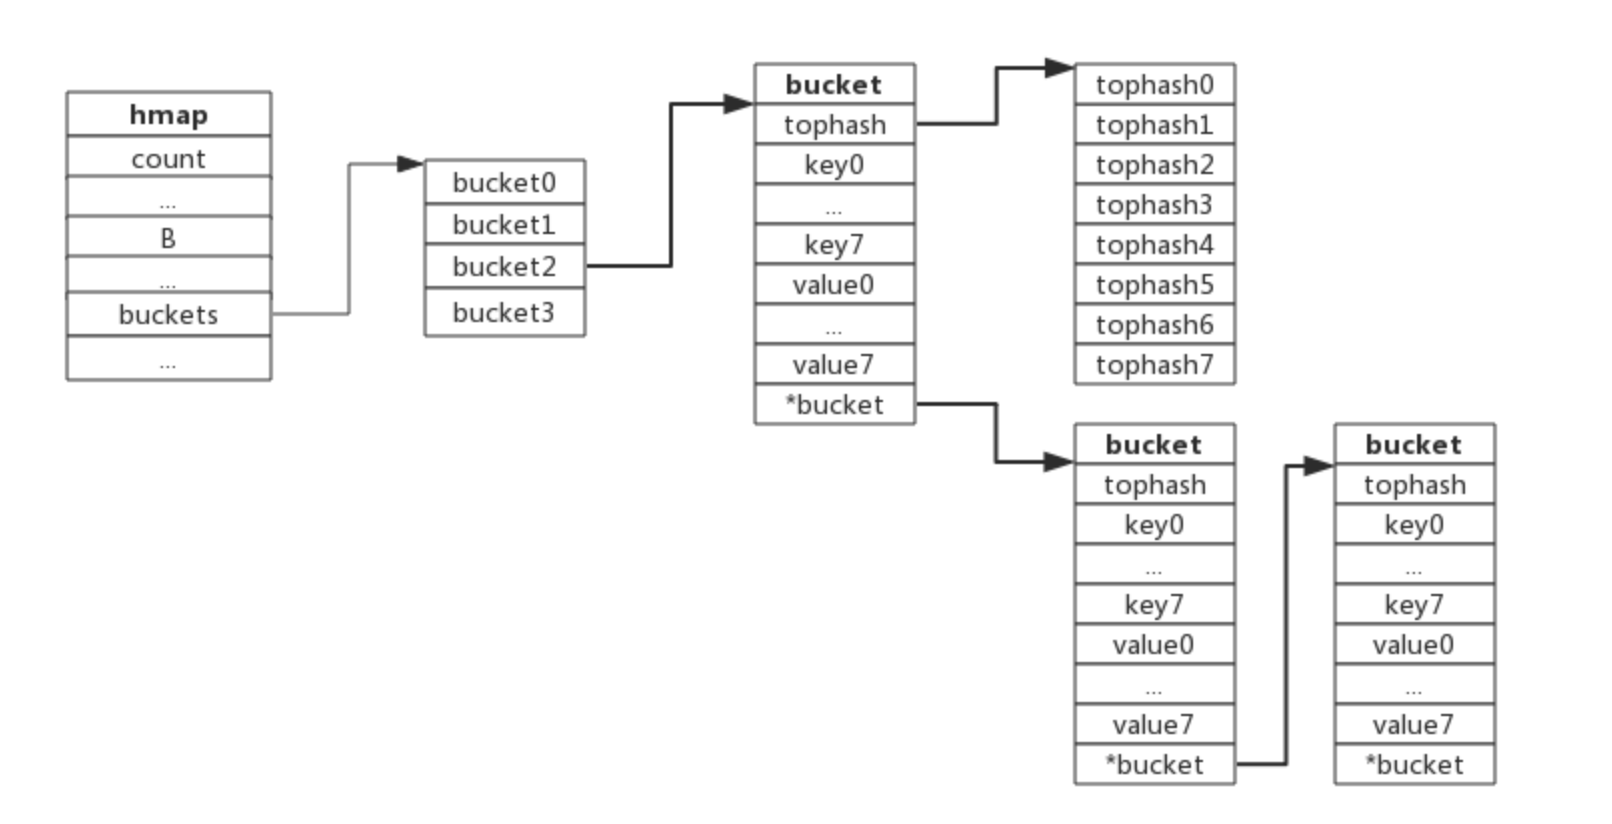 hmap
count
...
B
...
buckets
...
bucket0
bucket1
bucket2
bucket3
bucket
tophash
key0
...
key7
value0
...
value7
*bucket
tophash0
tophash1
tophash2
tophash3
tophash4
tophash5
tophash6
tophash7
bucket
tophash
key0
...
key7
value0
...
value7
*bucket
bucket
tophash
key0
...
key7
value0
...
value7
*bucket